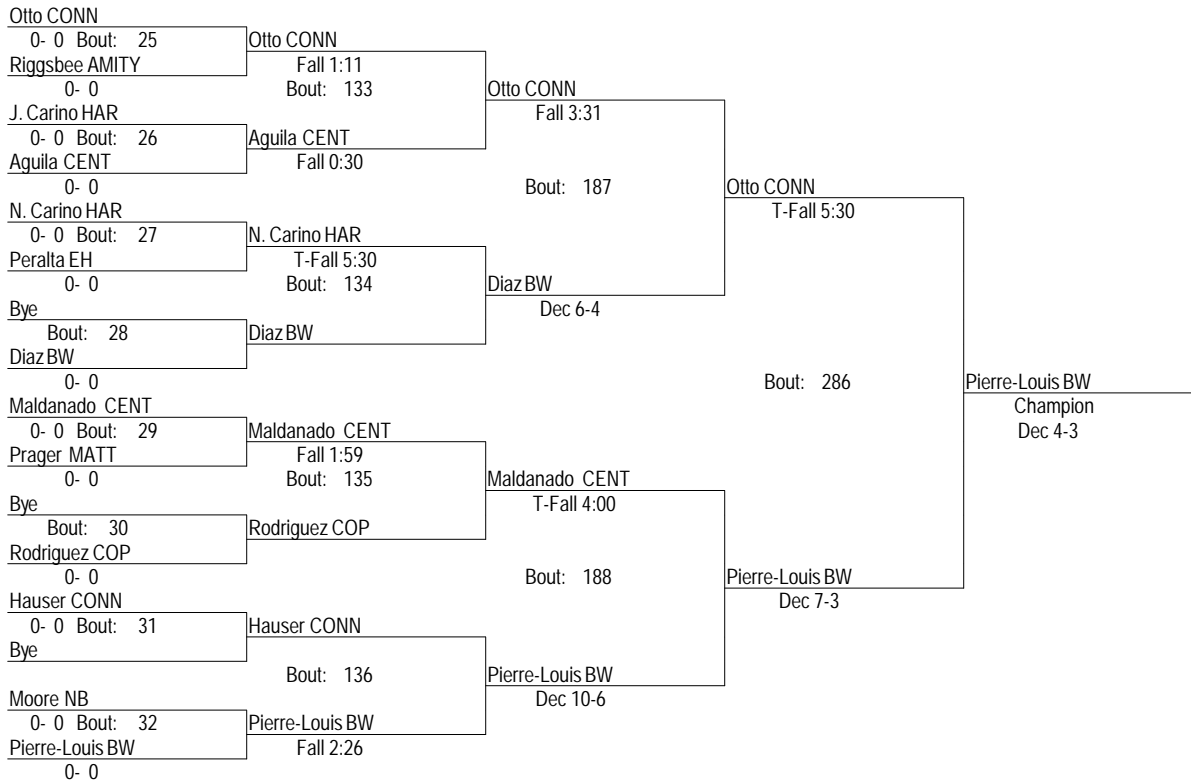 Otto CONN
0- 0 Bout: 25 Otto CONN
Riggsbee AMITY Fall 1:11
0- 0 Bout: 133 Otto CONN
J. Carino HAR Fall 3:31
0- 0 Bout: 26 Aguila CENT
Aguila CENT Fall 0:30
0- 0 Bout: 187 Otto CONN
N. Carino HAR T-Fall 5:30
0- 0 Bout: 27 N. Carino HAR
Peralta EH T-Fall 5:30
0- 0 Bout: 134 Diaz BW
Bye Dec 6-4
Bout: 28 Diaz BW
Diaz BW
0- 0 Bout: 286 Pierre-Louis BW
Maldanado CENT Champion
0- 0 Bout: 29 Maldanado CENT Dec 4-3
Prager MATT Fall 1:59
0- 0 Bout: 135 Maldanado CENT
Bye T-Fall 4:00
Bout: 30 Rodriguez COP
Rodriguez COP
0- 0 Bout: 188 Pierre-Louis BW
Hauser CONN Dec 7-3
0- 0 Bout: 31 Hauser CONN
Bye
Bout: 136 Pierre-Louis BW
Moore NB Dec 10-6
0- 0 Bout: 32 Pierre-Louis BW
Pierre-Louis BW Fall 2:26
0- 0